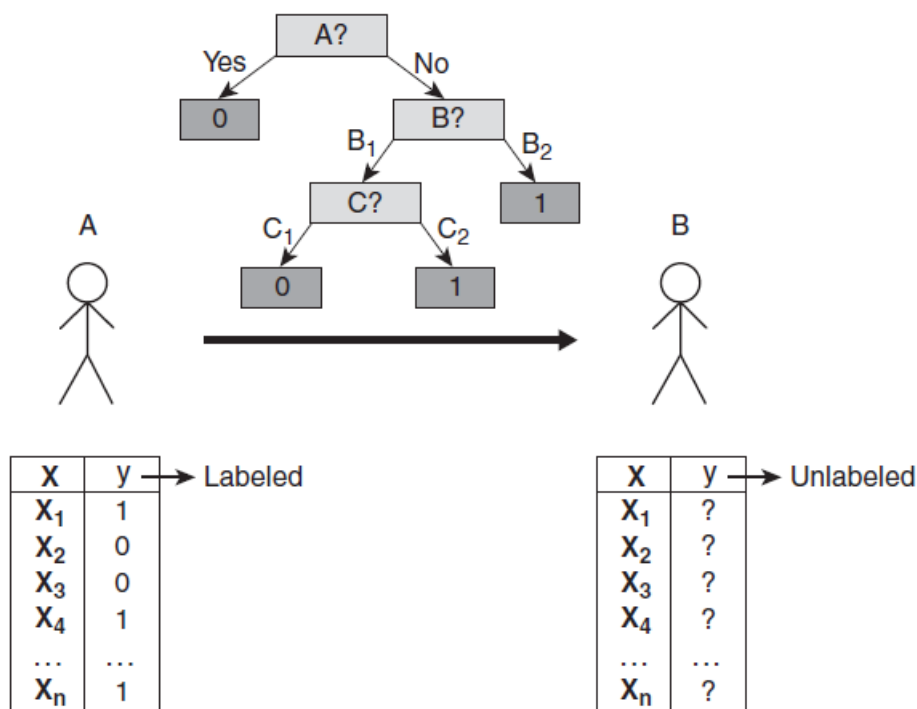 A?
Yes No
0 B?
B₁ B₂
C? 1
A B
C₁ C₂
0 1
X y Labeled
X₁ 1
X₂ 0
X₃ 0
X₄ 1
... ...
Xₙ 1
X y Unlabeled
X₁ ?
X₂ ?
X₃ ?
X₄ ?
... ...
Xₙ ?